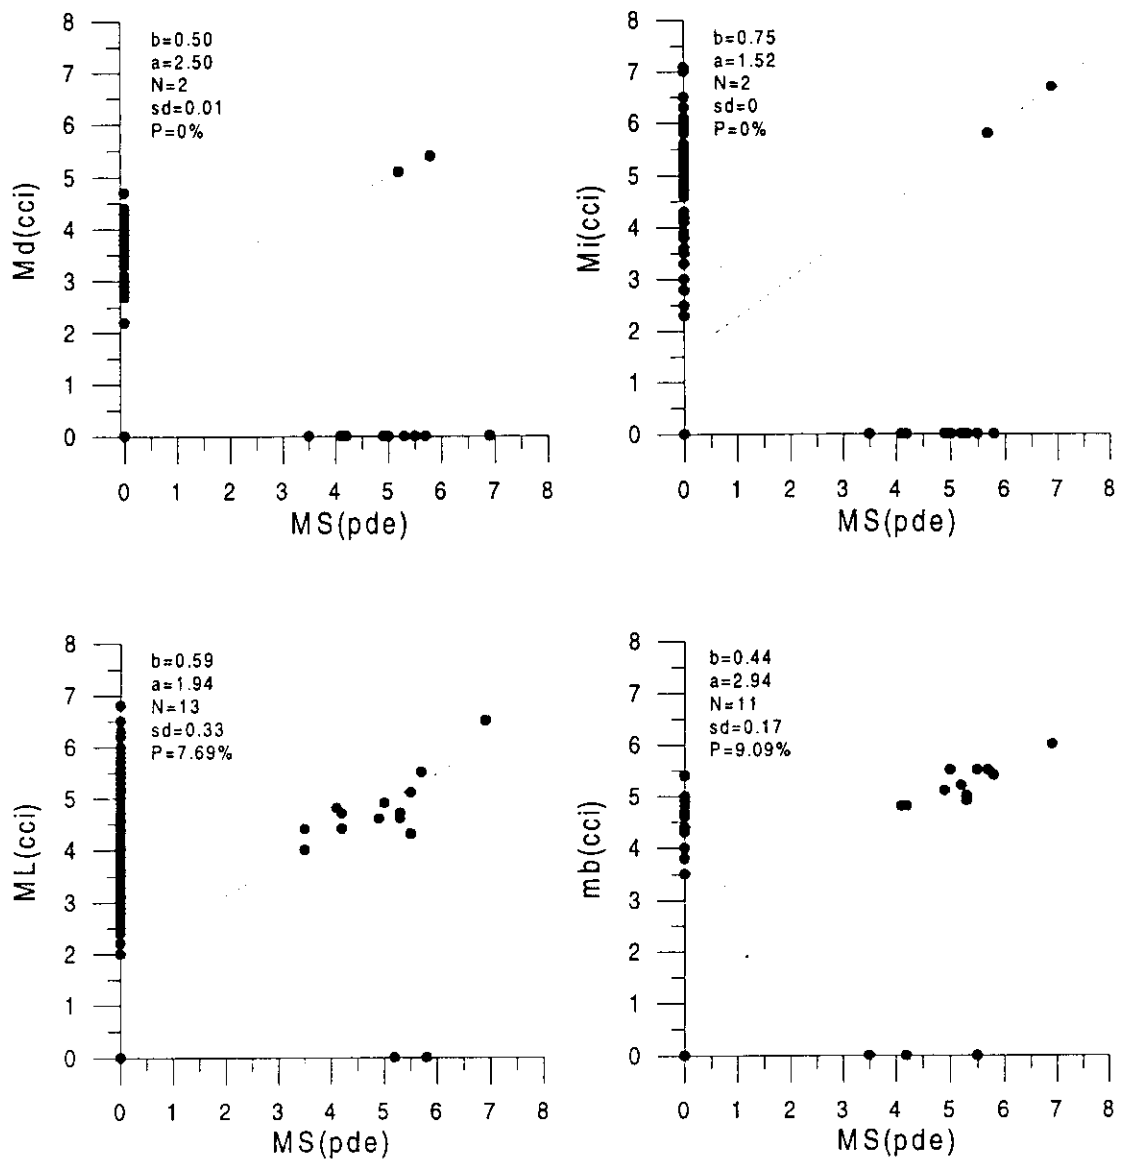 b=0.50
a=2.50
N=2
sd=0.01
P=0%
8
7
6
5
4
3
2
1
0
Md(cci)
0 1 2 3 4 5 6 7 8
MS(pde)
b=0.75
a=1.52
N=2
sd=0
P=0%
8
7
6
5
4
3
2
1
0
Mi(cci)
0 1 2 3 4 5 6 7 8
MS(pde)
b=0.59
a=1.94
N=13
sd=0.33
P=7.69%
8
7
6
5
4
3
2
1
0
ML(cci)
0 1 2 3 4 5 6 7 8
MS(pde)
b=0.44
a=2.94
N=11
sd=0.17
P=9.09%
8
7
6
5
4
3
2
1
0
mb(cci)
0 1 2 3 4 5 6 7 8
MS(pde)